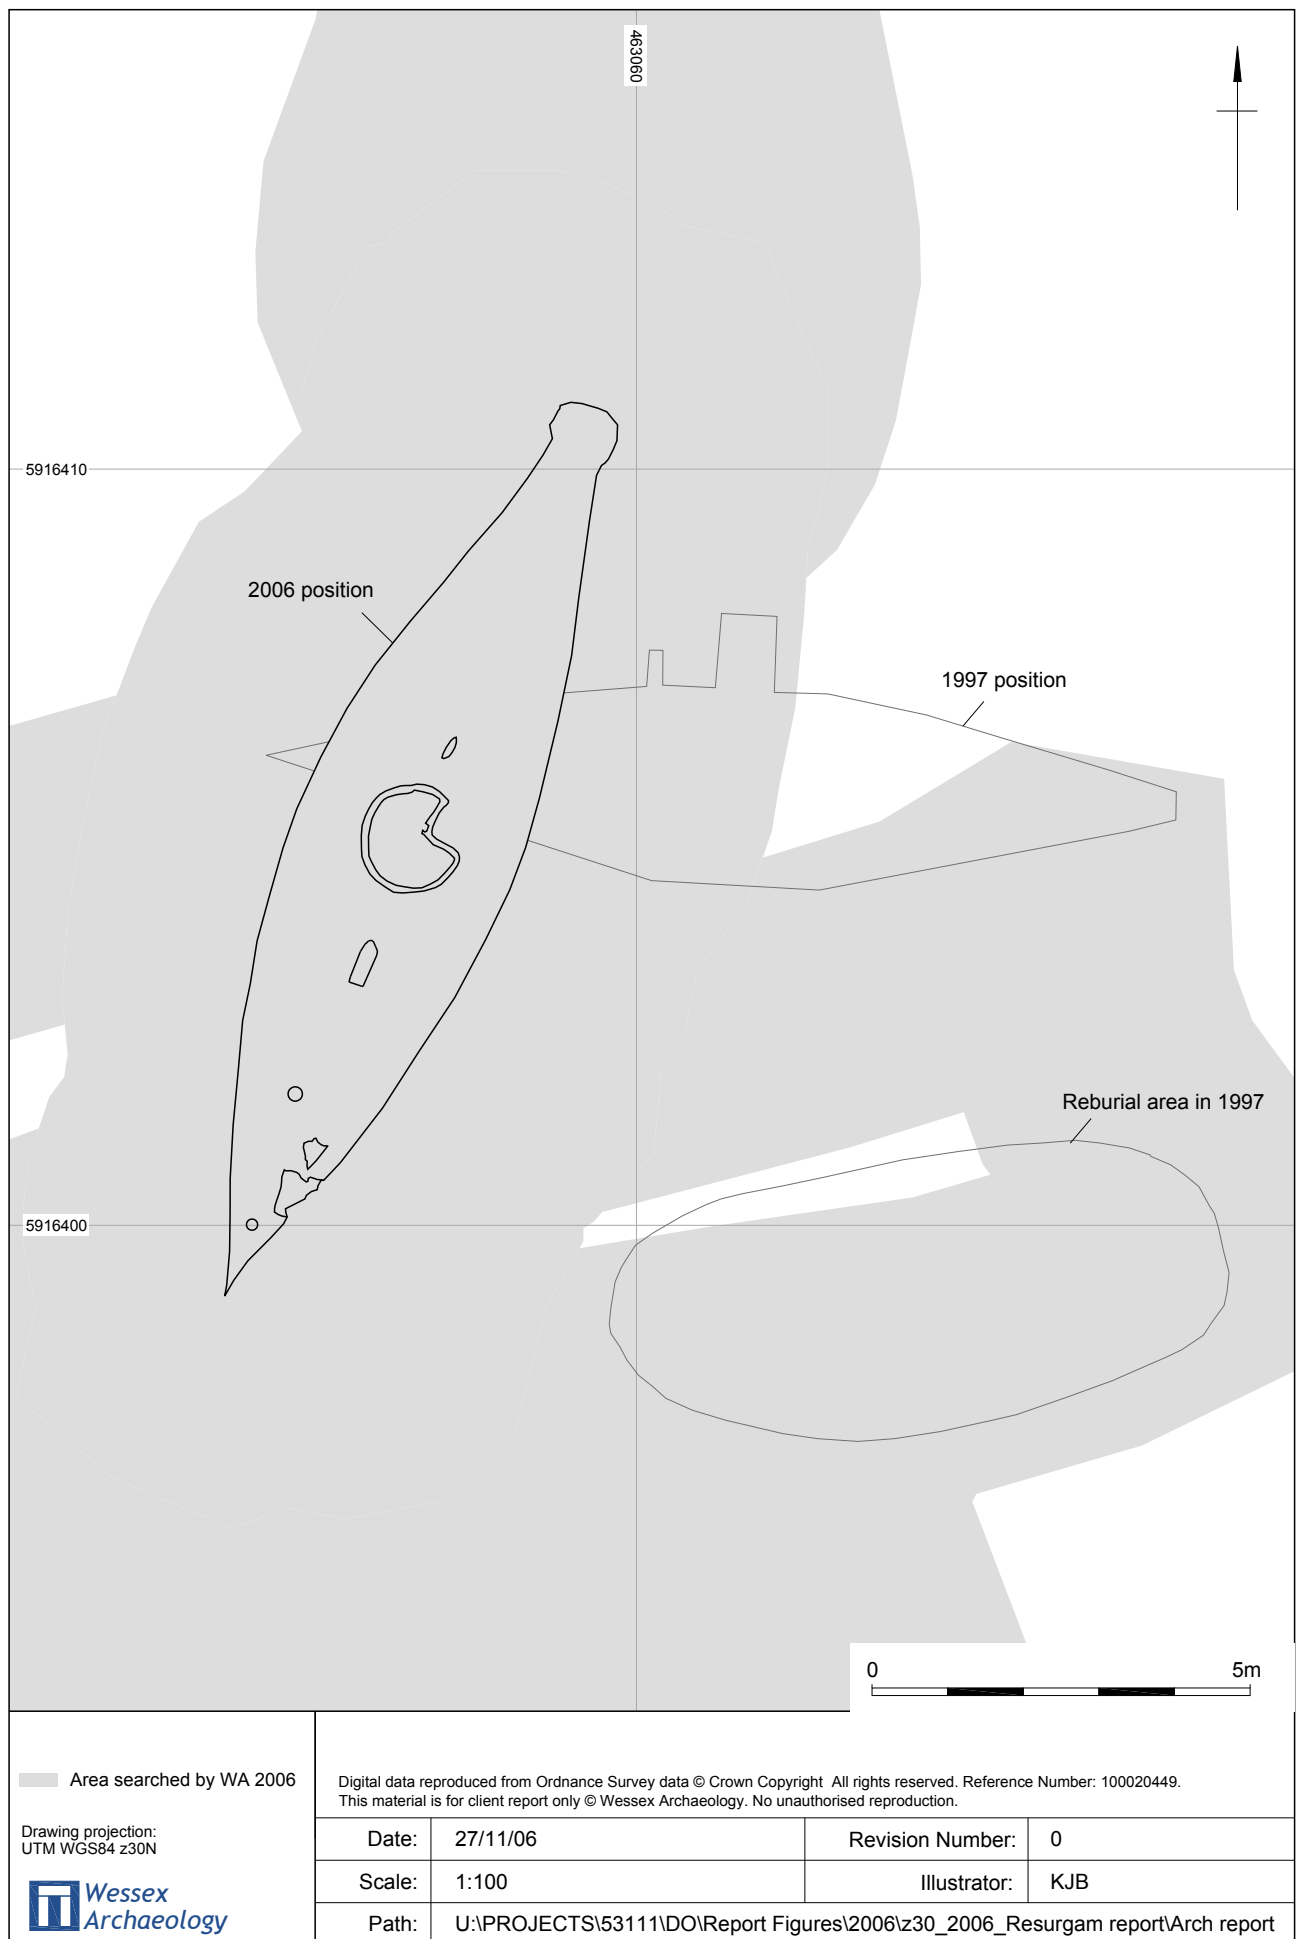 463060
5916410
2006 position
1997 position
Reburial area in 1997
5916400
0 5m
Area searched by WA 2006
Drawing projection:
UTM WGS84 z30N
Wessex
Archaeology
Digital data reproduced from Ordnance Survey data © Crown Copyright All rights reserved. Reference Number: 100020449.
This material is for client report only © Wessex Archaeology. No unauthorised reproduction.
Date: 27/11/06 Revision Number: 0
Scale: 1:100 Illustrator: KJB
Path: U:\PROJECTS\53111\DO\Report Figures\2006\z30_2006_Resurgam report\Arch report